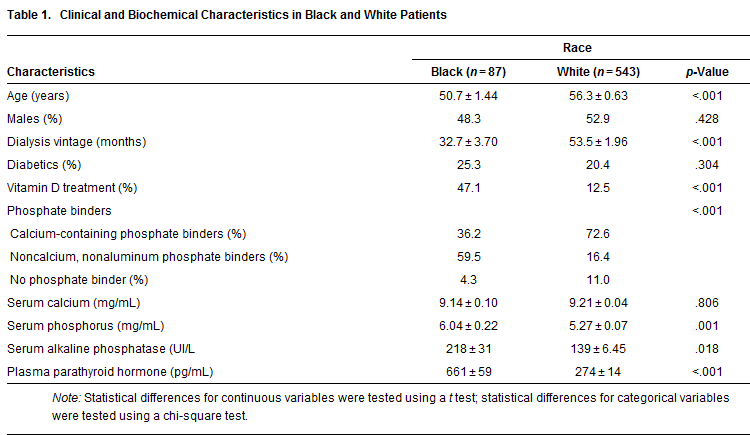 Table 1. Clinical and Biochemical Characteristics in Black and White Patients
Race
Characteristics Black (n = 87) White (n = 543) p-Value
Age (years) 50.7 ± 1.44 56.3 ± 0.63 <.001
Males (%) 48.3 52.9 .428
Dialysis vintage (months) 32.7 ± 3.70 53.5 ± 1.96 <.001
Diabetics (%) 25.3 20.4 .304
Vitamin D treatment (%) 47.1 12.5 <.001
Phosphate binders <.001
Calcium-containing phosphate binders (%) 36.2 72.6
Noncalcium, nonaluminum phosphate binders (%) 59.5 16.4
No phosphate binder (%) 4.3 11.0
Serum calcium (mg/mL) 9.14 ± 0.10 9.21 ± 0.04 .806
Serum phosphorus (mg/mL) 6.04 ± 0.22 5.27 ± 0.07 .001
Serum alkaline phosphatase (UI/L 218 ± 31 139 ± 6.45 .018
Plasma parathyroid hormone (pg/mL) 661 ± 59 274 ± 14 <.001
Note: Statistical differences for continuous variables were tested using a t test; statistical differences for categorical variables
were tested using a chi-square test.